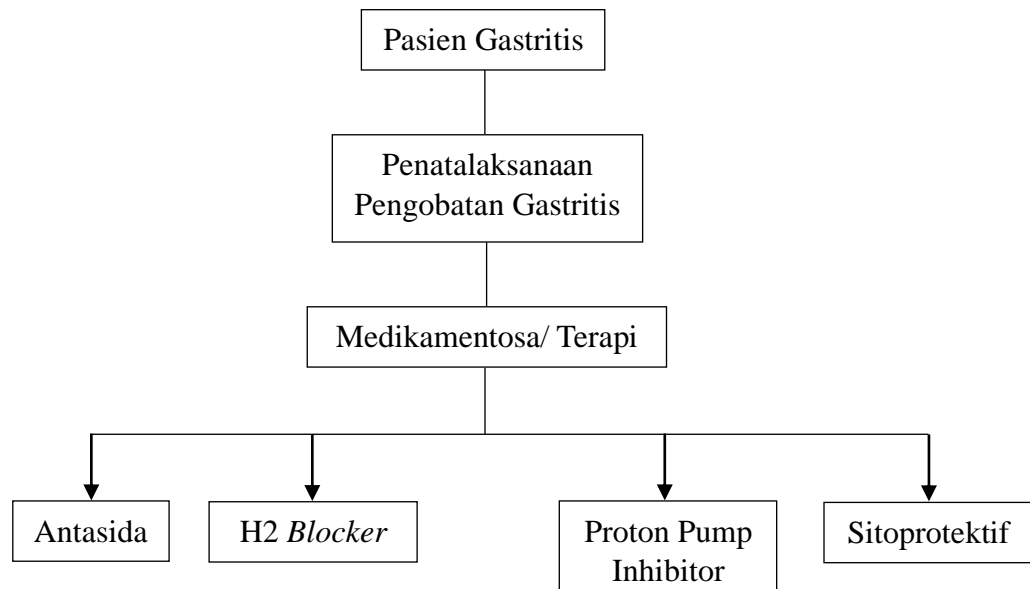 Pasien Gastritis
Penatalaksanaan
Pengobatan Gastritis
Medikamentosa/ Terapi
Antasida
H2 Blocker
Proton Pump
Inhibitor
Sitoprotektif